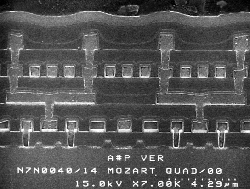 A#P VER
N7N0040/14 MOZART QUAD/00
15.0kV X7.00K 4.29µm